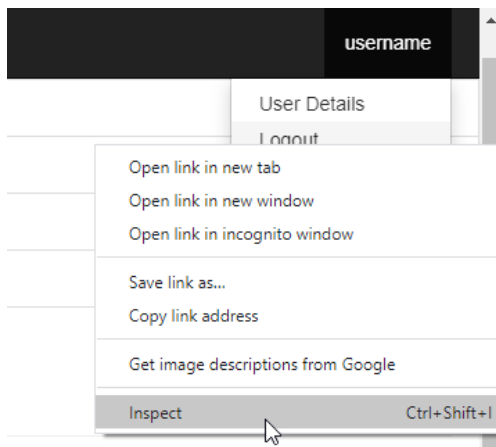 username
User Details
Logout
Open link in new tab
Open link in new window
Open link in incognito window
Save link as...
Copy link address
Get image descriptions from Google
Inspect Ctrl+Shift+I